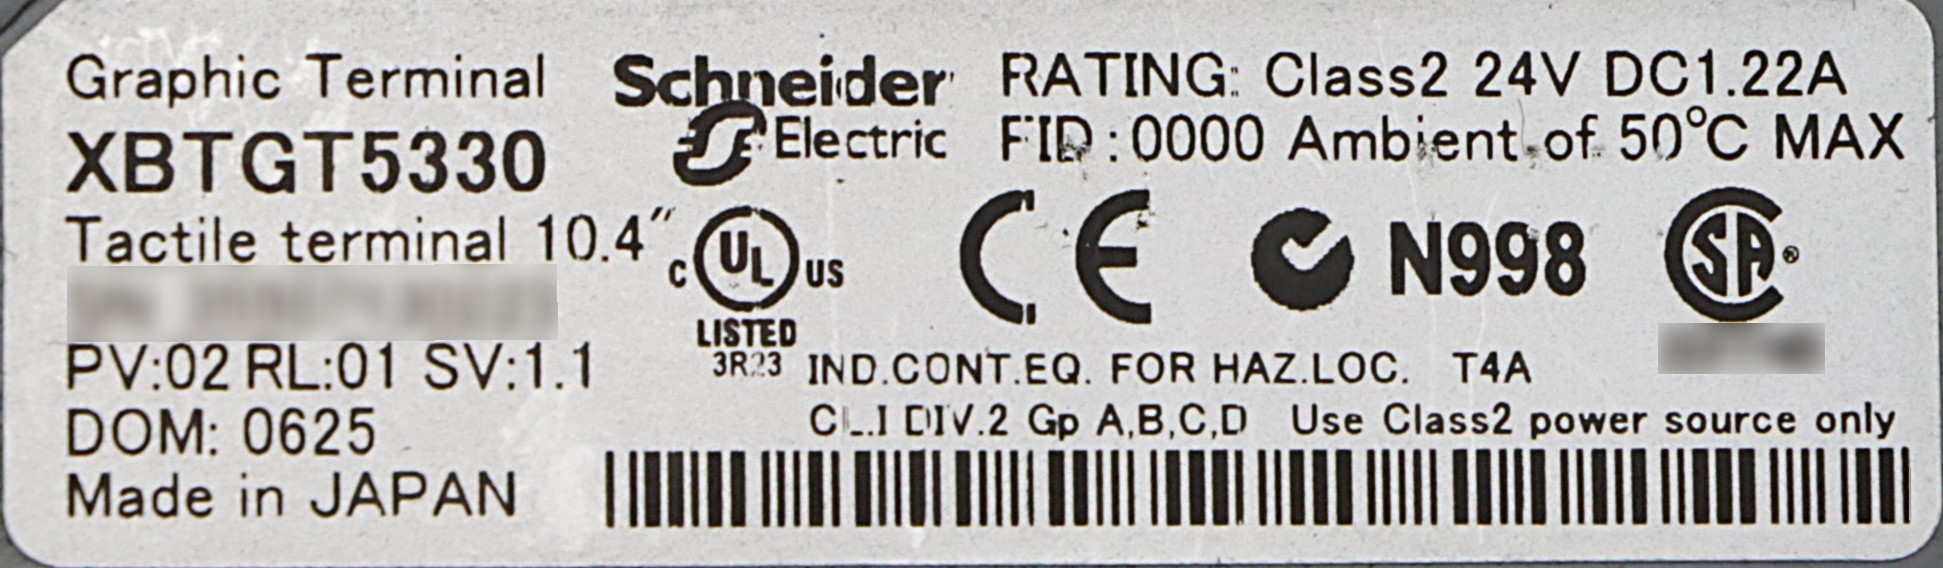 Graphic Terminal
XBTGT5330
Tactile terminal 10.4″
PV:02 RL:01 SV:1.1
DOM: 0625
Made in JAPAN
Schneider
Electric
RATING: Class2 24V DC1.22A
FID:0000 Ambient of 50°C MAX
C UL US
LISTED
3R23
CE
N998
SA®
IND.CONT.EQ. FOR HAZ.LOC. T4A
CL.I DIV.2 Gp A,B,C,D Use Class2 power source only